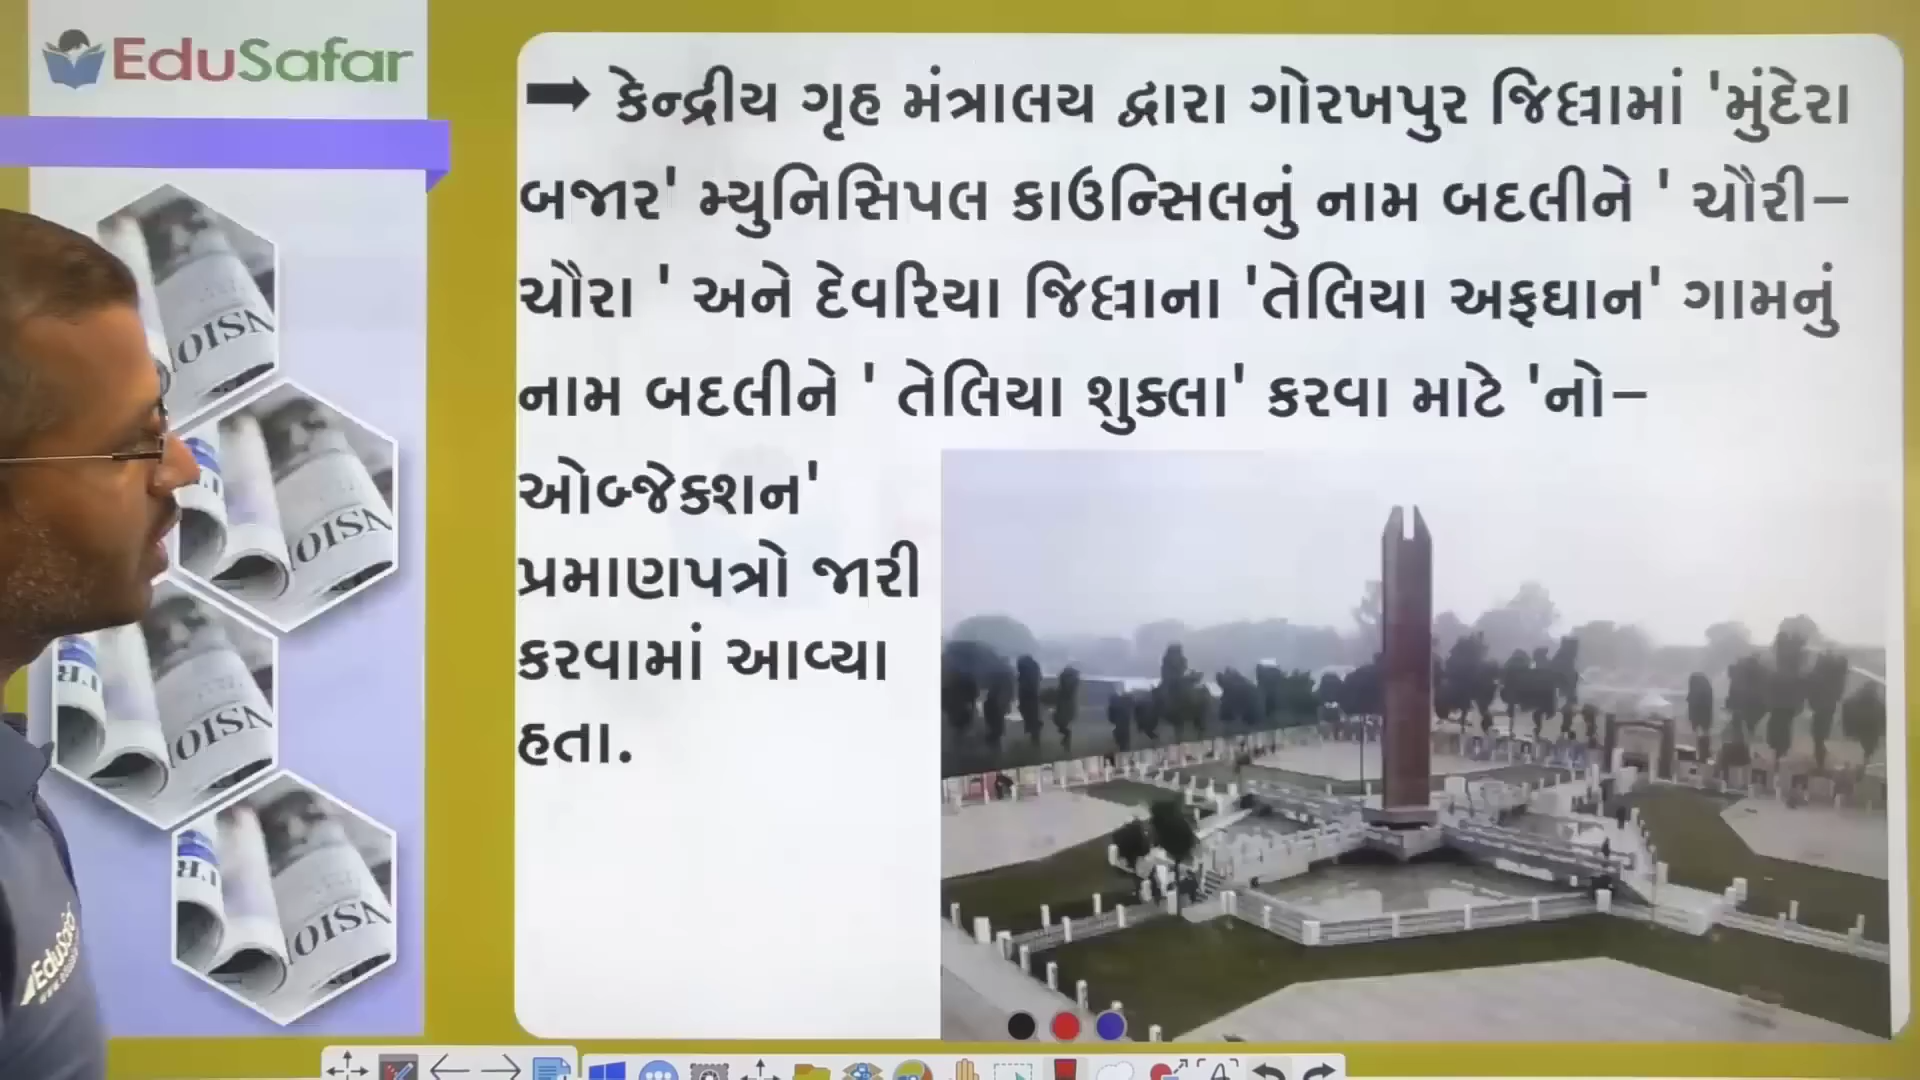 EduSafar
➡ કેન્દ્રીય ગૃહ મંત્રાલય દ્વારા ગોરખપુર જિલ્લામાં 'મુંદેરા
બજાર' મ્યુનિસિપલ કાઉન્સિલનું નામ બદલીને ' ચૌરી–
ચૌરા ' અને દેવરિયા જિલ્લાના 'તેલિયા અફઘાન' ગામનું
નામ બદલીને ' તેલિયા શુક્લા' કરવા માટે 'નો–
ઓબ્જેક્શન'
પ્રમાણપત્રો જારી
કરવામાં આવ્યા
હતા.
EduSafar